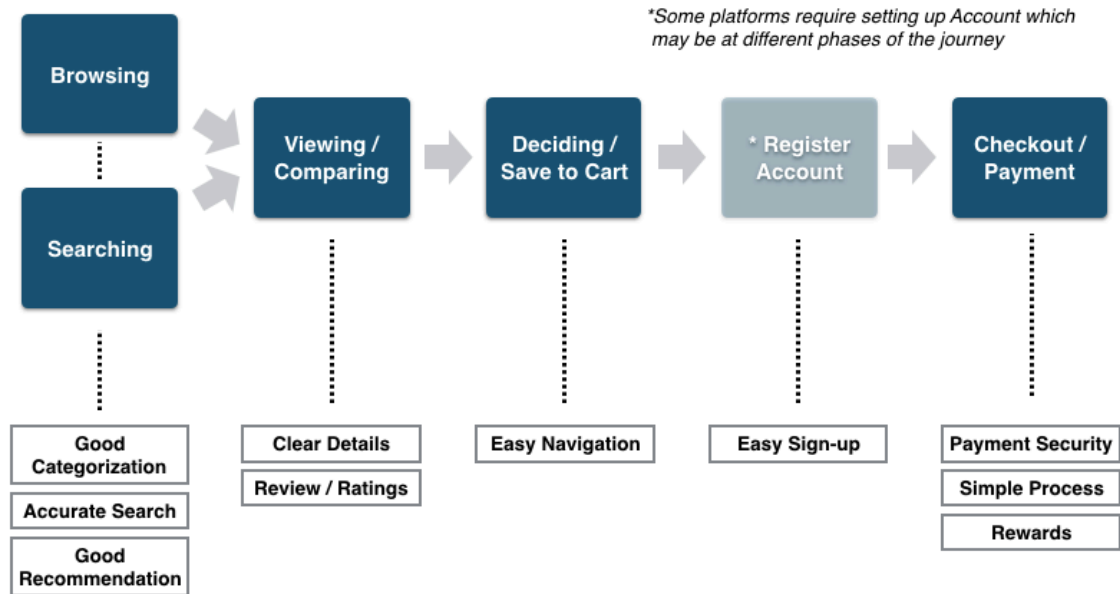 *Some platforms require setting up Account which
may be at different phases of the journey
Browsing
Searching
Viewing /
Comparing
Deciding /
Save to Cart
* Register
Account
Checkout /
Payment
Good
Categorization
Accurate Search
Good
Recommendation
Clear Details
Review / Ratings
Easy Navigation
Easy Sign-up
Payment Security
Simple Process
Rewards